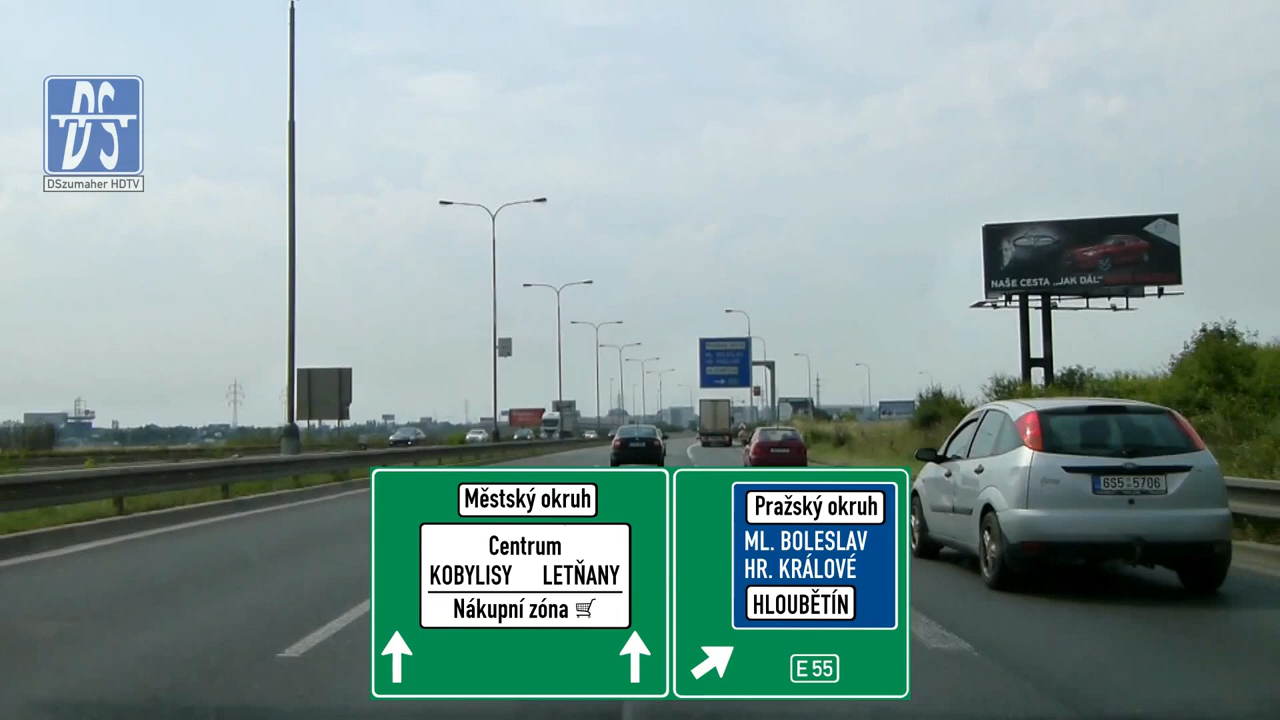 DS
DSzumaher HDTV
NAŠE CESTA „JAK DÁL“
6S5 5706
Městský okruh
Centrum
KOBYLISY LETŇANY
Nákupní zóna
Pražský okruh
ML. BOLESLAV
HR. KRÁLOVÉ
HLOUBĚTÍN
E 55